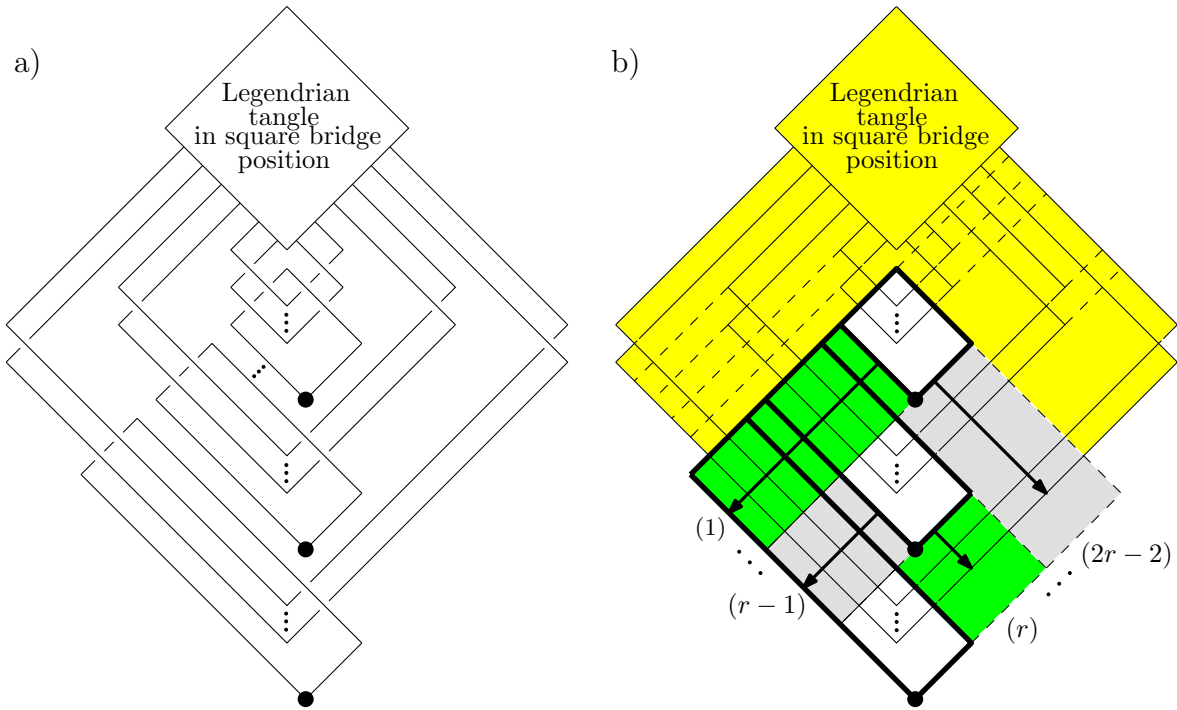 a)
Legendrian
tangle
in square bridge
position
b)
Legendrian
tangle
in square bridge
position
(1)
(r − 1)
(r)
(2r − 2)